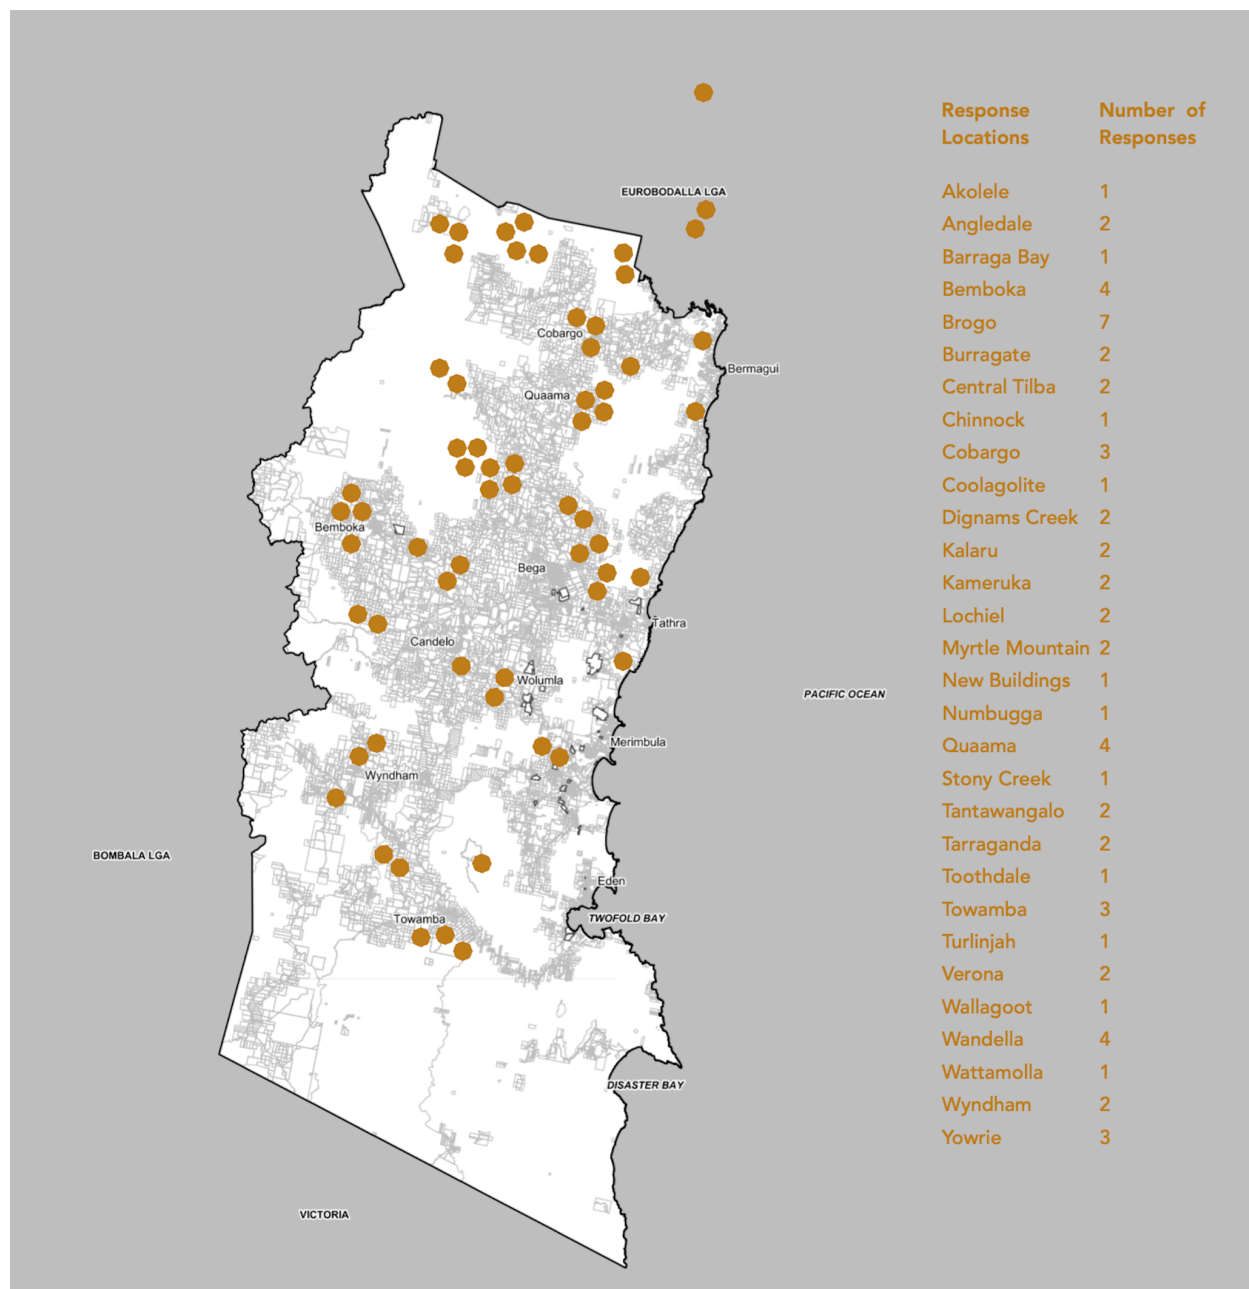 EUROBODALLA LGA
Cobargo
Bermagui
Quaama
Bemboka
Bega
Tathra
Candelo
Wolumla
PACIFIC OCEAN
Merimbula
Wyndham
BOMBALA LGA
Eden
Towamba
TWOFOLD BAY
DISASTER BAY
VICTORIA
Response Number of
Locations Responses
Akolele 1
Angledale 2
Barraga Bay 1
Bemboka 4
Brogo 7
Burragate 2
Central Tilba 2
Chinnock 1
Cobargo 3
Coolagolite 1
Dignams Creek 2
Kalaru 2
Kameruka 2
Lochiel 2
Myrtle Mountain 2
New Buildings 1
Numbugga 1
Quaama 4
Stony Creek 1
Tantawangalo 2
Tarraganda 2
Toothdale 1
Towamba 3
Turlinjah 1
Verona 2
Wallagoot 1
Wandella 4
Wattamolla 1
Wyndham 2
Yowrie 3